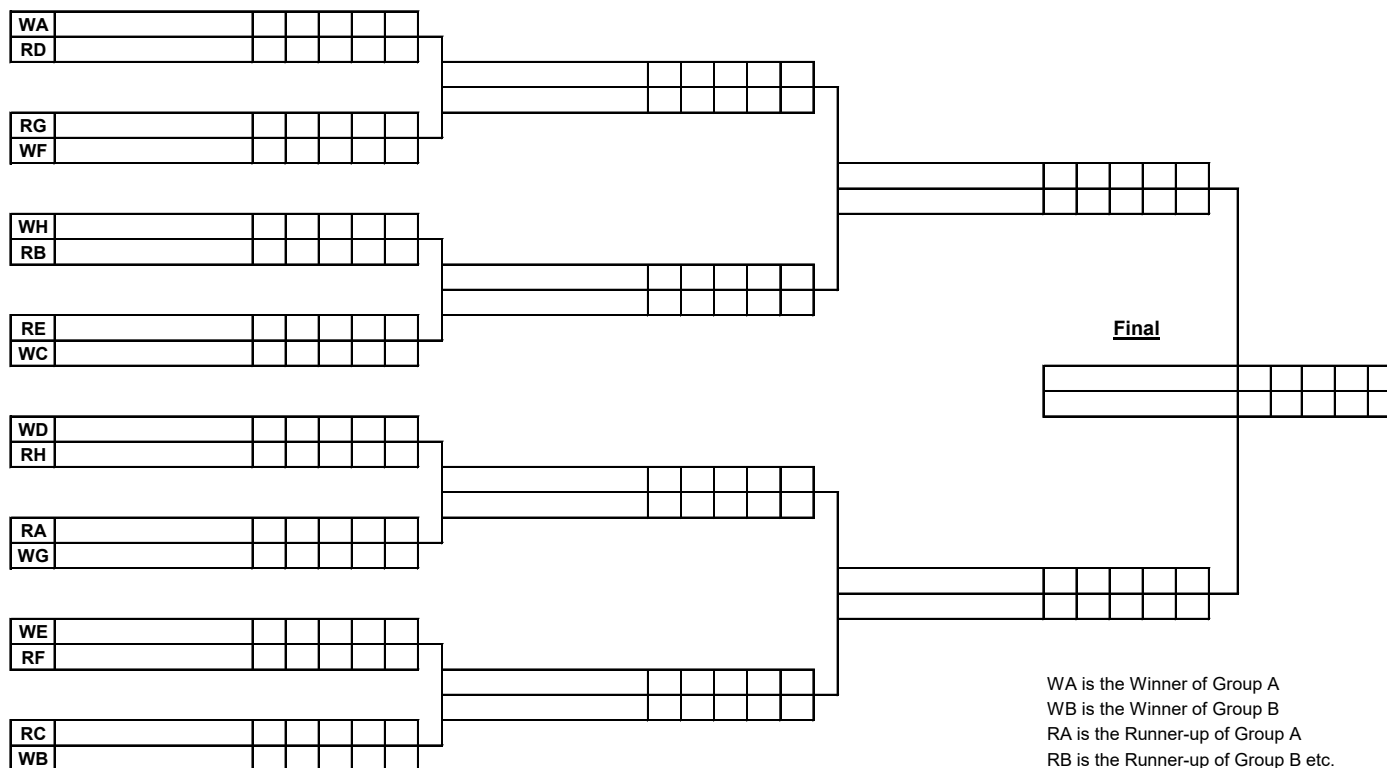 WA
RD
RG
WF
WH
RB
RE
WC
Final
WD
RH
RA
WG
WE
RF
RC
WB
WA is the Winner of Group A
WB is the Winner of Group B
RA is the Runner-up of Group A
RB is the Runner-up of Group B etc.